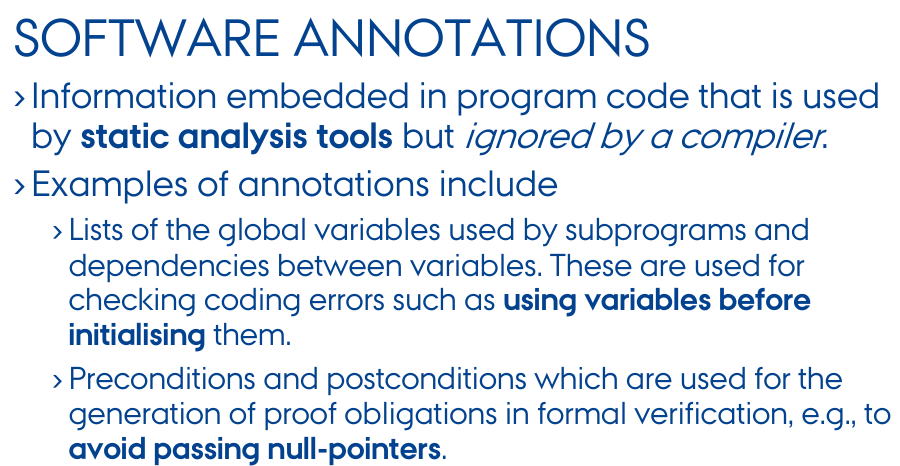 SOFTWARE ANNOTATIONS
› Information embedded in program code that is used
by static analysis tools but ignored by a compiler.
› Examples of annotations include
› Lists of the global variables used by subprograms and
dependencies between variables. These are used for
checking coding errors such as using variables before
initialising them.
› Preconditions and postconditions which are used for the
generation of proof obligations in formal verification, e.g., to
avoid passing null-pointers.